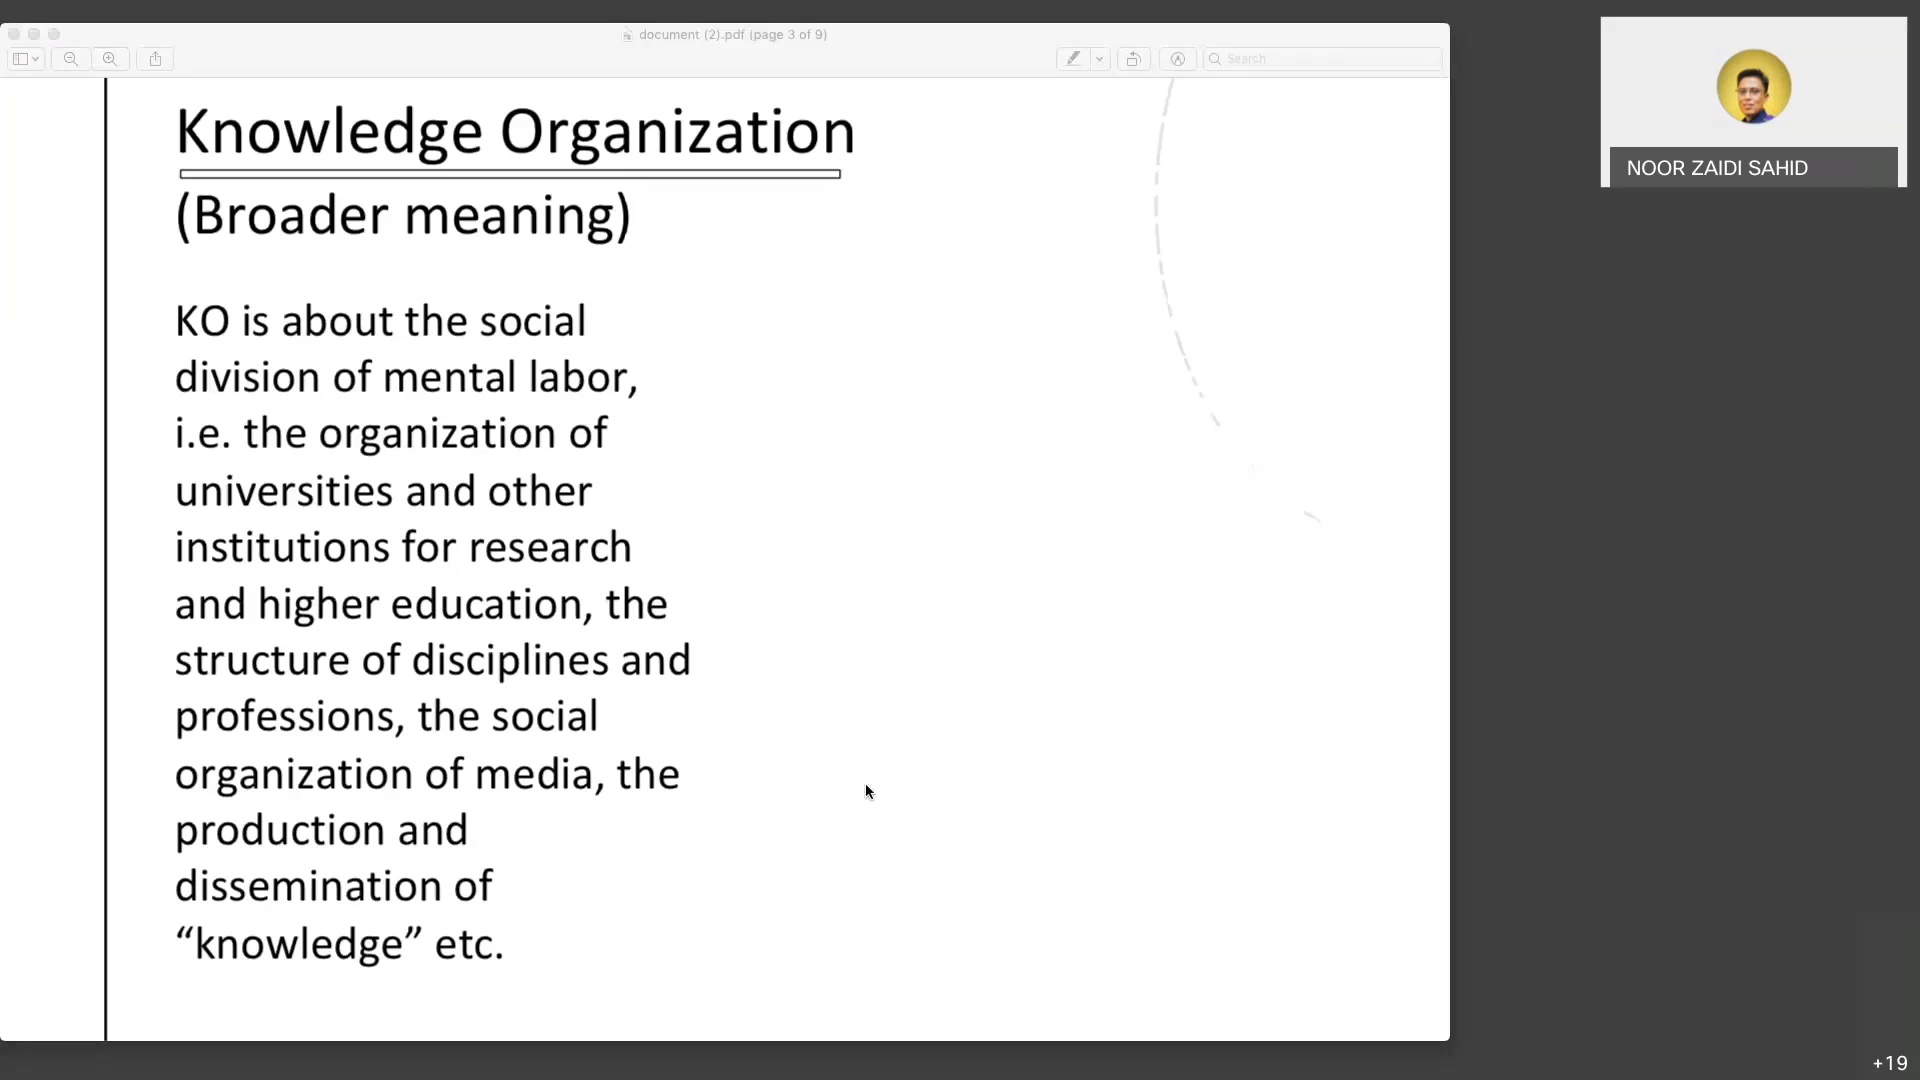 document (2).pdf (page 3 of 9)
Search
Knowledge Organization
(Broader meaning)
KO is about the social
division of mental labor,
i.e. the organization of
universities and other
institutions for research
and higher education, the
structure of disciplines and
professions, the social
organization of media, the
production and
dissemination of
“knowledge” etc.
NOOR ZAIDI SAHID
+19